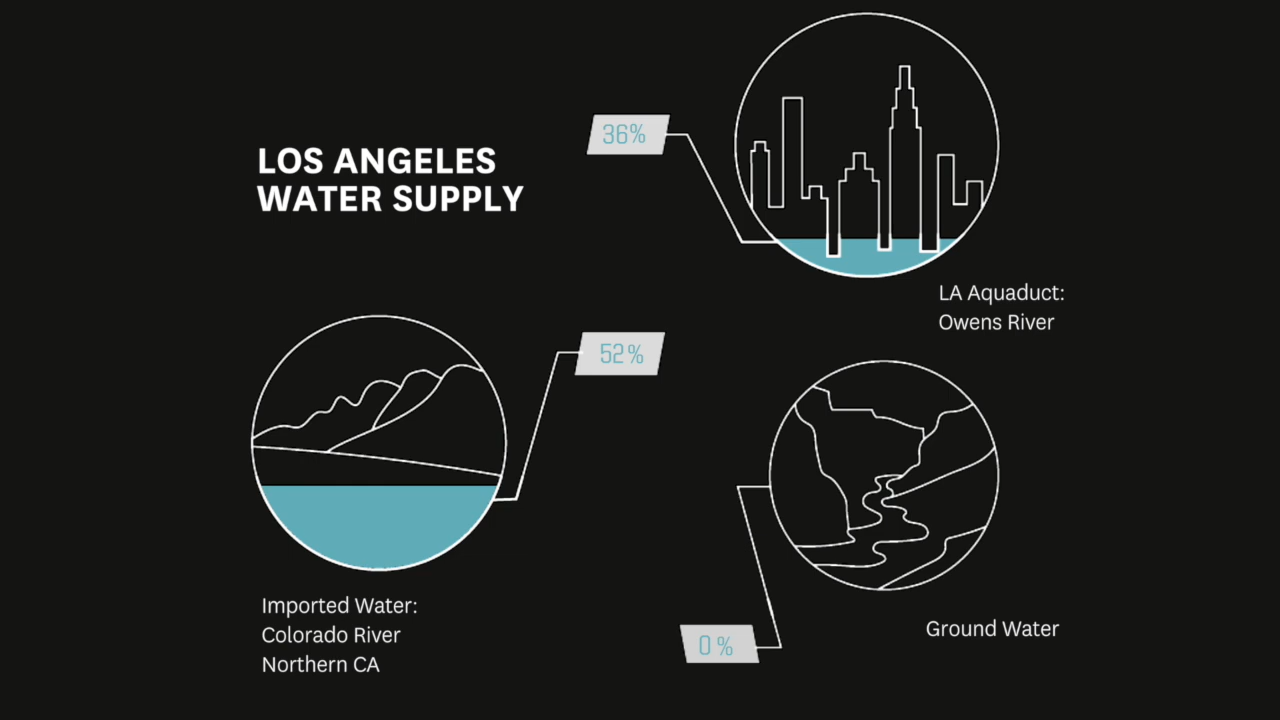 LOS ANGELES
WATER SUPPLY
36%
LA Aquaduct:
Owens River
52%
Imported Water:
Colorado River
Northern CA
0%
Ground Water